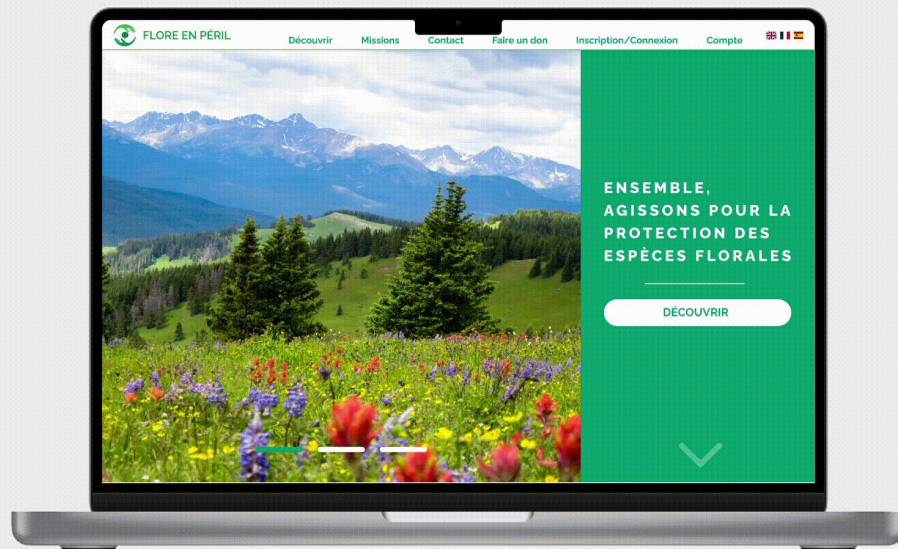 FLORE EN PÉRIL
Découvrir
Missions
Contact
Faire un don
Inscription/Connexion
Compte
ENSEMBLE,
AGISSONS POUR LA
PROTECTION DES
ESPÈCES FLORALES
DÉCOUVRIR